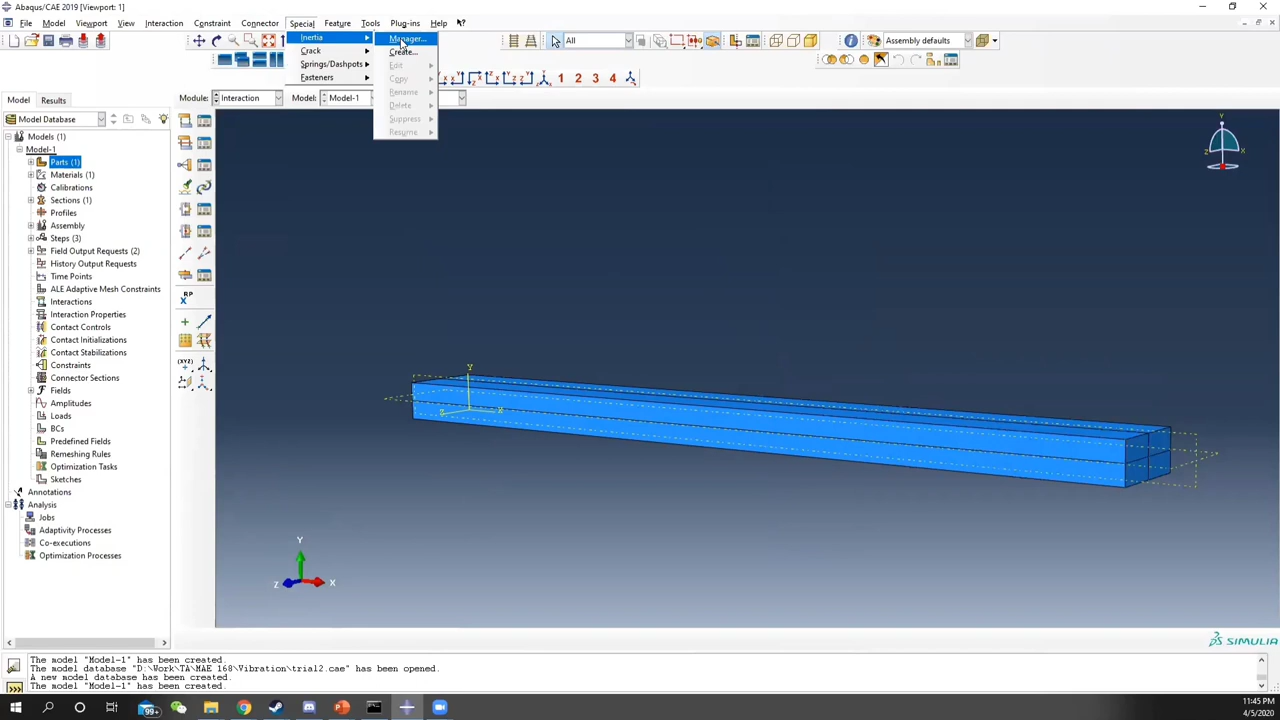 Abaqus/CAE 2019 [Viewport: 1]
File Model Viewport View Interaction Constraint Connector Special Feature Tools Plug-ins Help
All
Assembly defaults
Inertia
Crack
Springs/Dashpots
Fasteners
Manager...
Create...
Edit
Copy
Rename
Delete
Suppress
Resume
1 2 3 4
Module: Interaction Model: Model-1
Model Results
Model Database
Models (1)
Model-1
Parts (1)
Materials (1)
Calibrations
Sections (1)
Profiles
Assembly
Steps (3)
Field Output Requests (2)
History Output Requests
Time Points
ALE Adaptive Mesh Constraints
Interactions
Interaction Properties
Contact Controls
Contact Initializations
Contact Stabilizations
Constraints
Connector Sections
Fields
Amplitudes
Loads
BCs
Predefined Fields
Remeshing Rules
Optimization Tasks
Sketches
Annotations
Analysis
Jobs
Adaptivity Processes
Co-executions
Optimization Processes
RP
X
(XYZ)
Y
Z
X
Y
Z
X
Y
Z
X
SIMULIA
The model "Model-1" has been created.
The model database "D:\Work\TA\MAE 168\Vibration\trial2.cae" has been opened.
A new model database has been created.
The model "Model-1" has been created.
99+
11:45 PM
4/5/2020